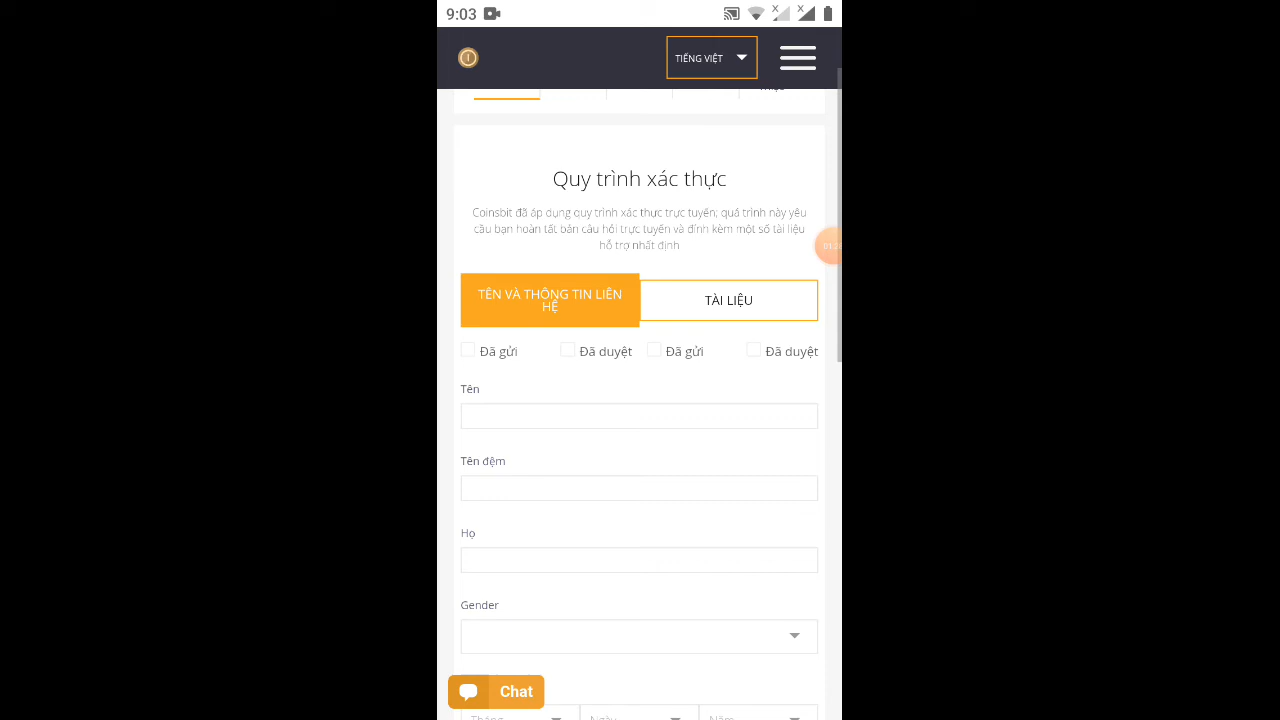 9:03
TIẾNG VIỆT
Quy trình xác thực
Coinsbit đã áp dụng quy trình xác thực trực tuyến; quá trình này yêu
cầu bạn hoàn tất bản câu hỏi trực tuyến và đính kèm một số tài liệu
hỗ trợ nhất định
TÊN VÀ THÔNG TIN LIÊN
HỆ
TÀI LIỆU
Đã gửi
Đã duyệt
Đã gửi
Đã duyệt
Tên
Tên đệm
Họ
Gender
Chat
Tháng
Ngày
Năm